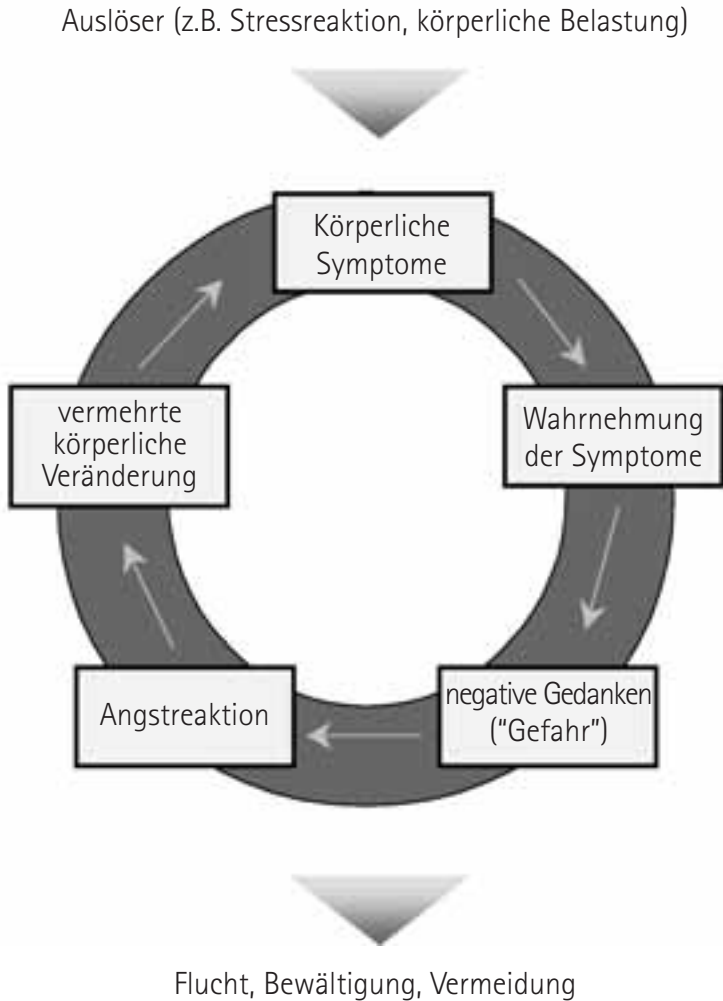 Auslöser (z.B. Stressreaktion, körperliche Belastung)
Körperliche
Symptome
Wahrnehmung
der Symptome
negative Gedanken
(“Gefahr”)
Angstreaktion
vermehrte
körperliche
Veränderung
Flucht, Bewältigung, Vermeidung